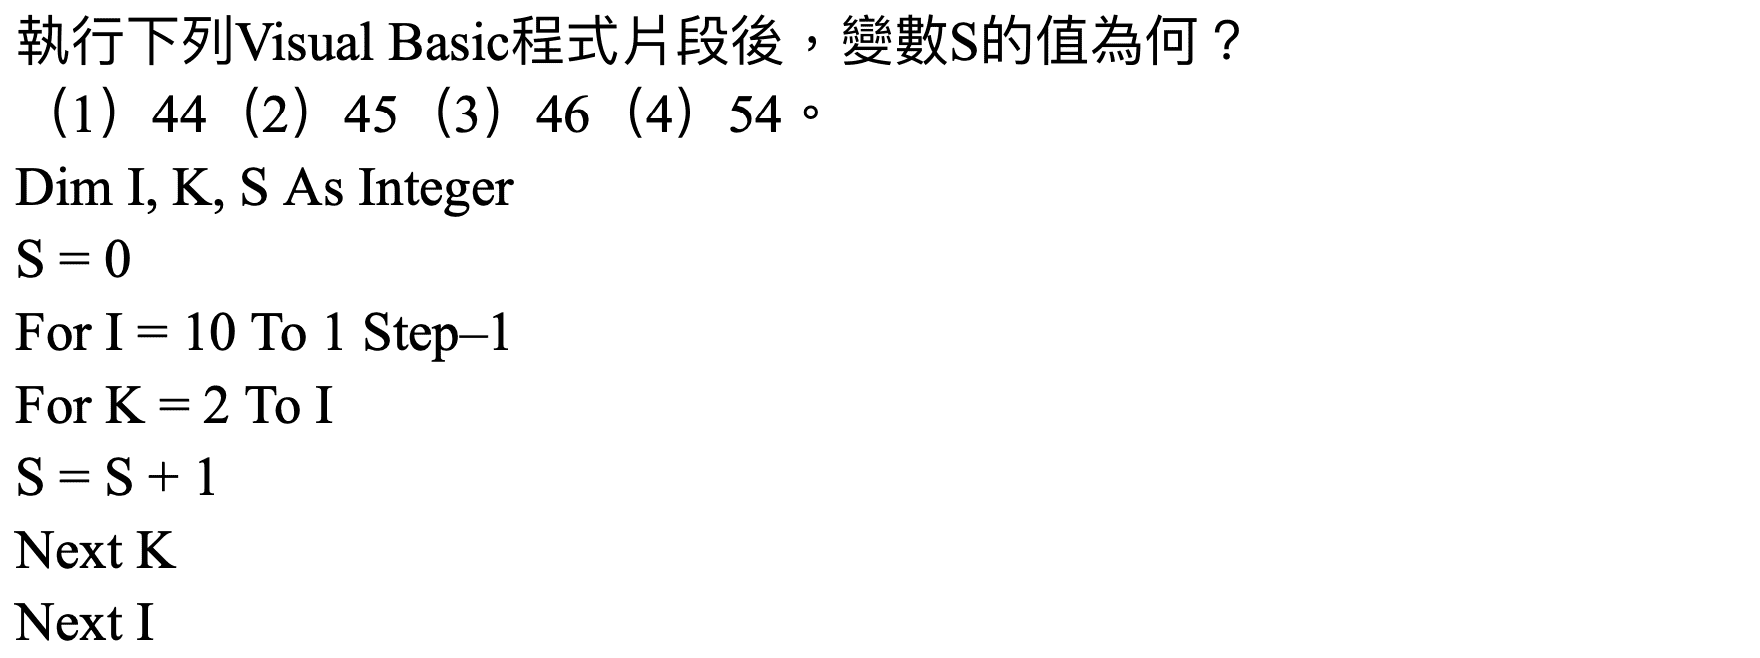 執行下列Visual Basic程式片段後，變數S的值為何？
（1）44（2）45（3）46（4）54。
Dim I, K, S As Integer
S = 0
For I = 10 To 1 Step–1
For K = 2 To I
S = S + 1
Next K
Next I